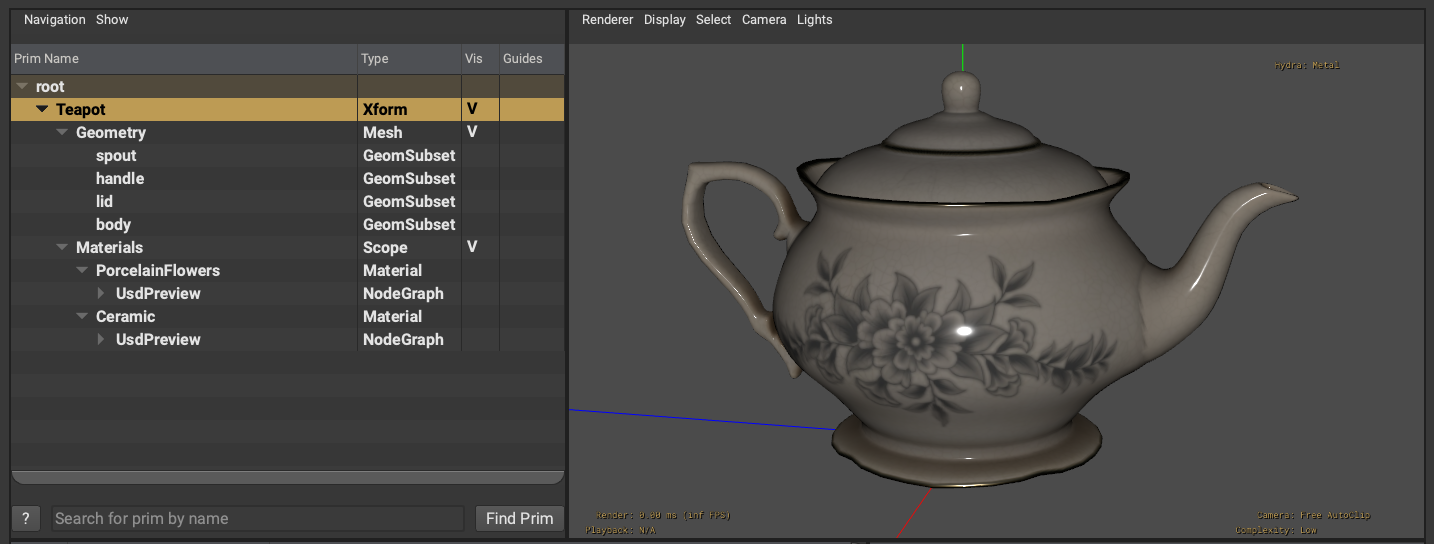 Navigation Show
Renderer Display Select Camera Lights
Prim Name Type Vis Guides
Hydra: Metal
root
Teapot Xform V
Geometry Mesh V
spout GeomSubset
handle GeomSubset
lid GeomSubset
body GeomSubset
Materials Scope V
PorcelainFlowers Material
UsdPreview NodeGraph
Ceramic Material
UsdPreview NodeGraph
? Search for prim by name Find Prim
Render: 0.00 ms (inf FPS)
Playback: N/A
Camera: Free AutoClip
Complexity: Low